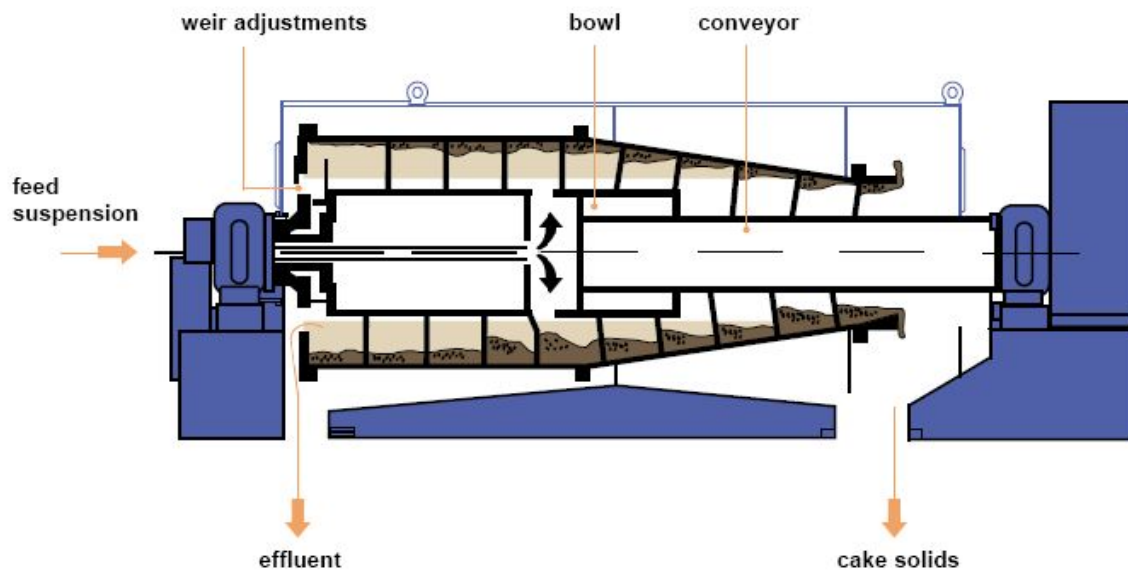 weir adjustments
bowl
conveyor
feed
suspension
effluent
cake solids